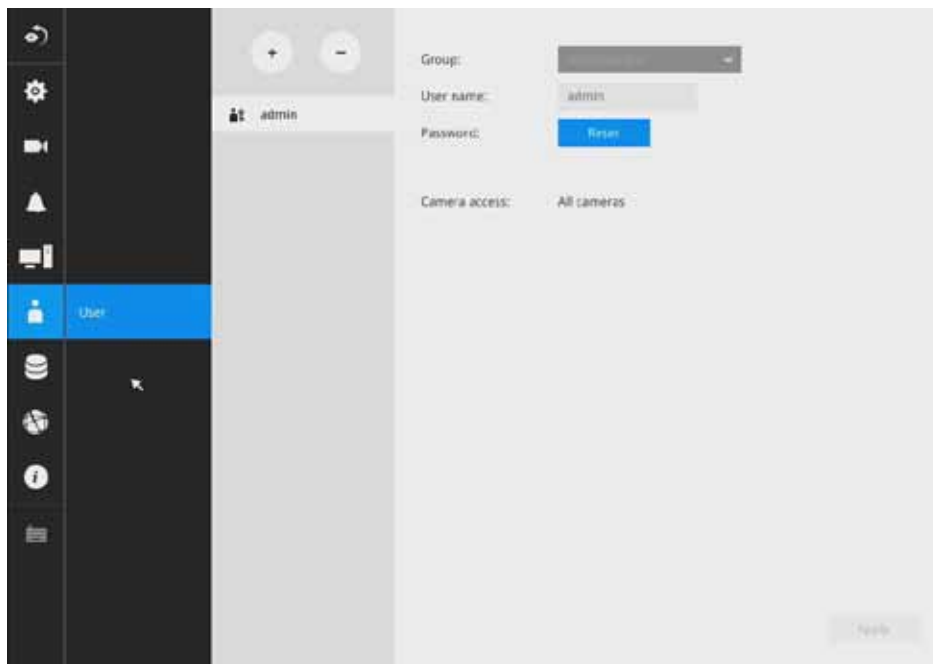 + -
Group:
User name: admin
admin
Password: Reset
Camera access: All cameras
User
Apply